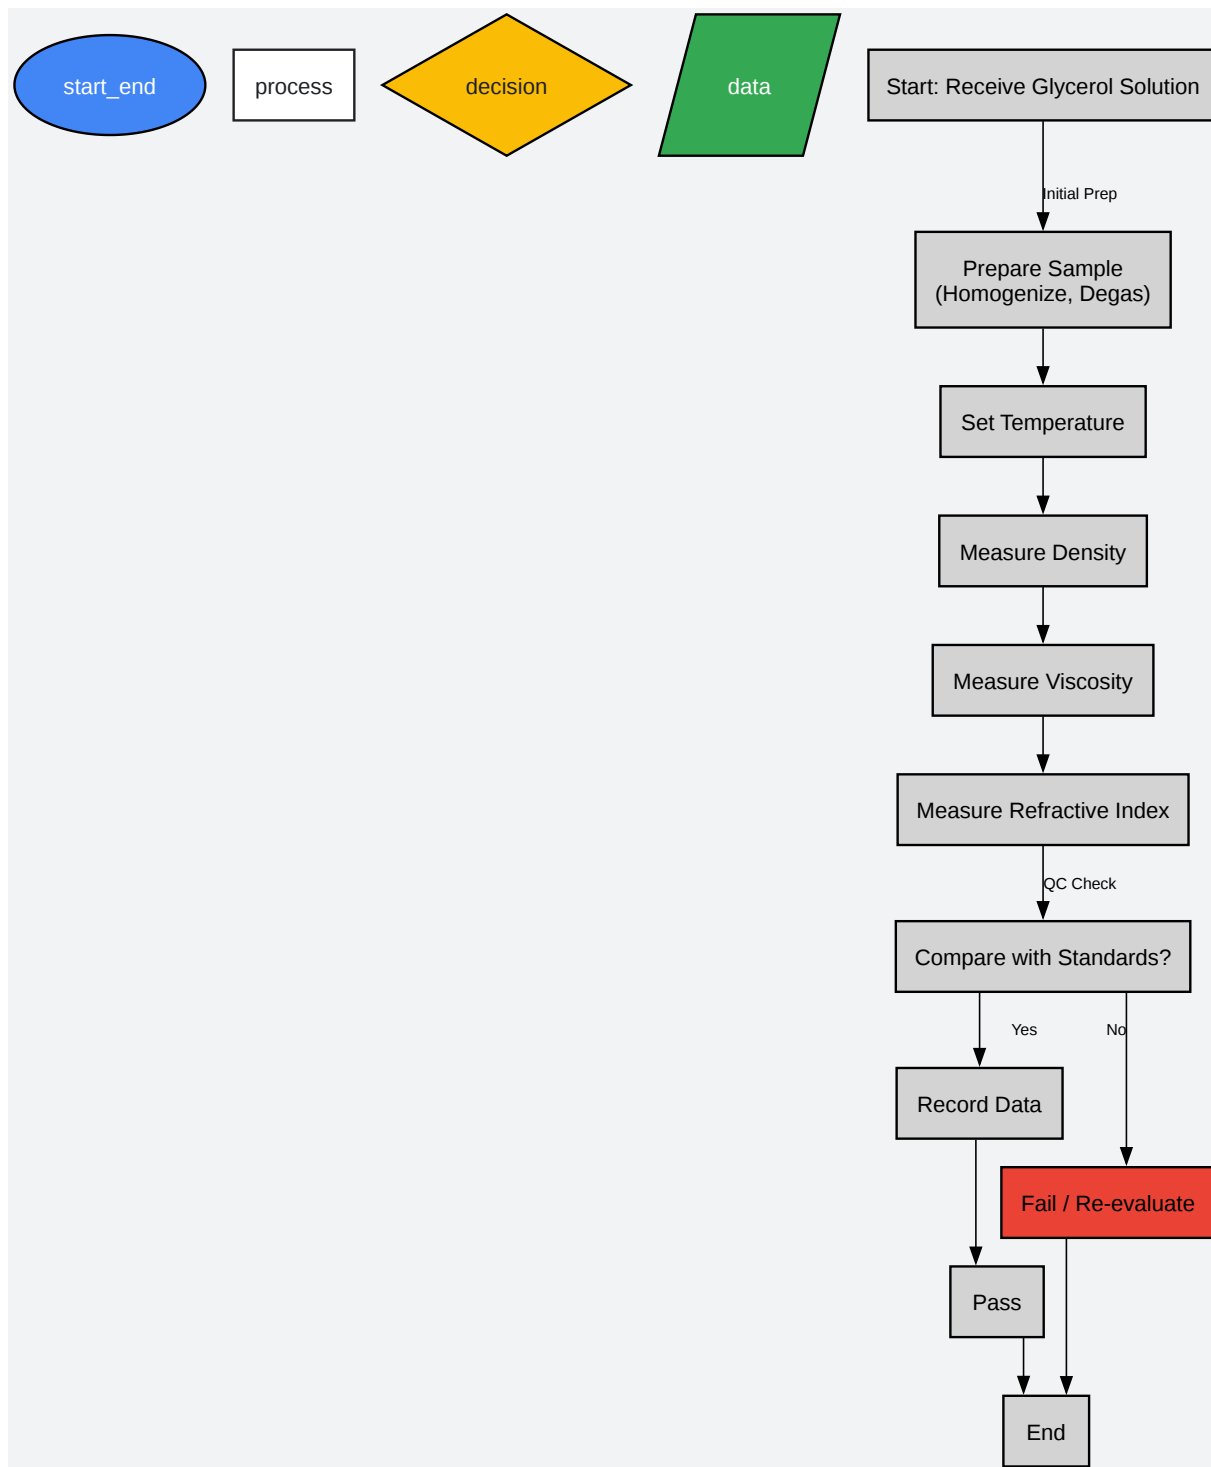 start_end
process
decision
data
Start: Receive Glycerol Solution
Initial Prep
Prepare Sample
(Homogenize, Degas)
Set Temperature
Measure Density
Measure Viscosity
Measure Refractive Index
QC Check
Compare with Standards?
Yes
No
Record Data
Fail / Re-evaluate
Pass
End